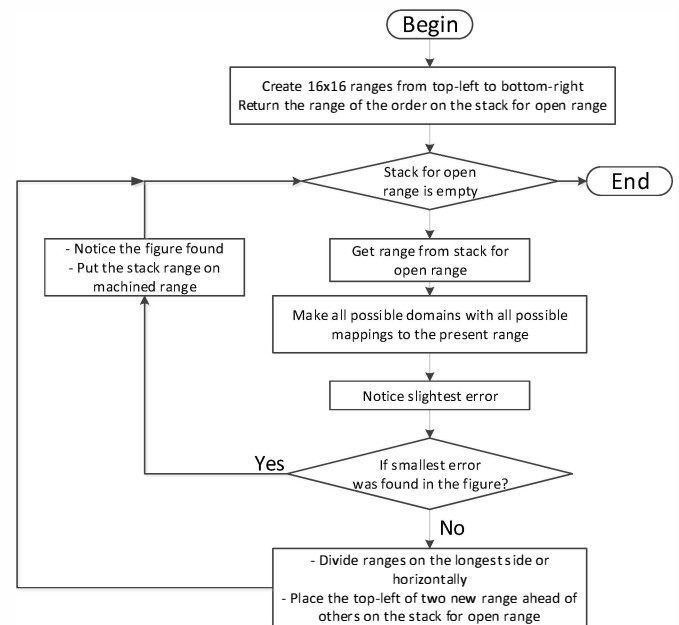 Begin
Create 16x16 ranges from top-left to bottom-right
Return the range of the order on the stack for open range
Stack for open
range is empty
End
- Notice the figure found
- Put the stack range on
machined range
Get range from stack for
open range
Make all possible domains with all possible
mappings to the present range
Notice slightest error
If smallest error
was found in the figure?
Yes
No
- Divide ranges on the longest side or
horizontally
- Place the top-left of two new range ahead of
others on the stack for open range